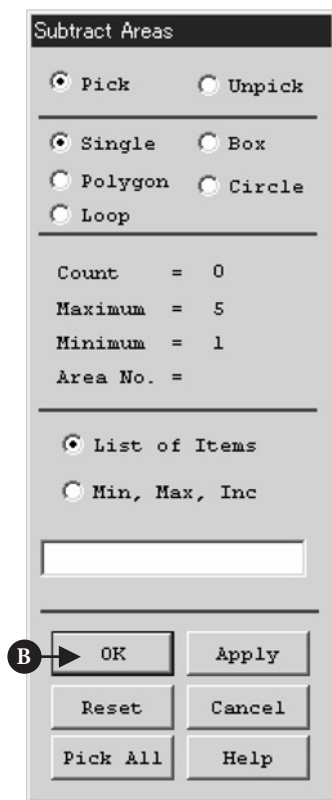 Subtract Areas
Pick Unpick
Single Box
Polygon Circle
Loop
Count = 0
Maximum = 5
Minimum = 1
Area No. =
List of Items
Min, Max, Inc
B OK Apply
Reset Cancel
Pick All Help